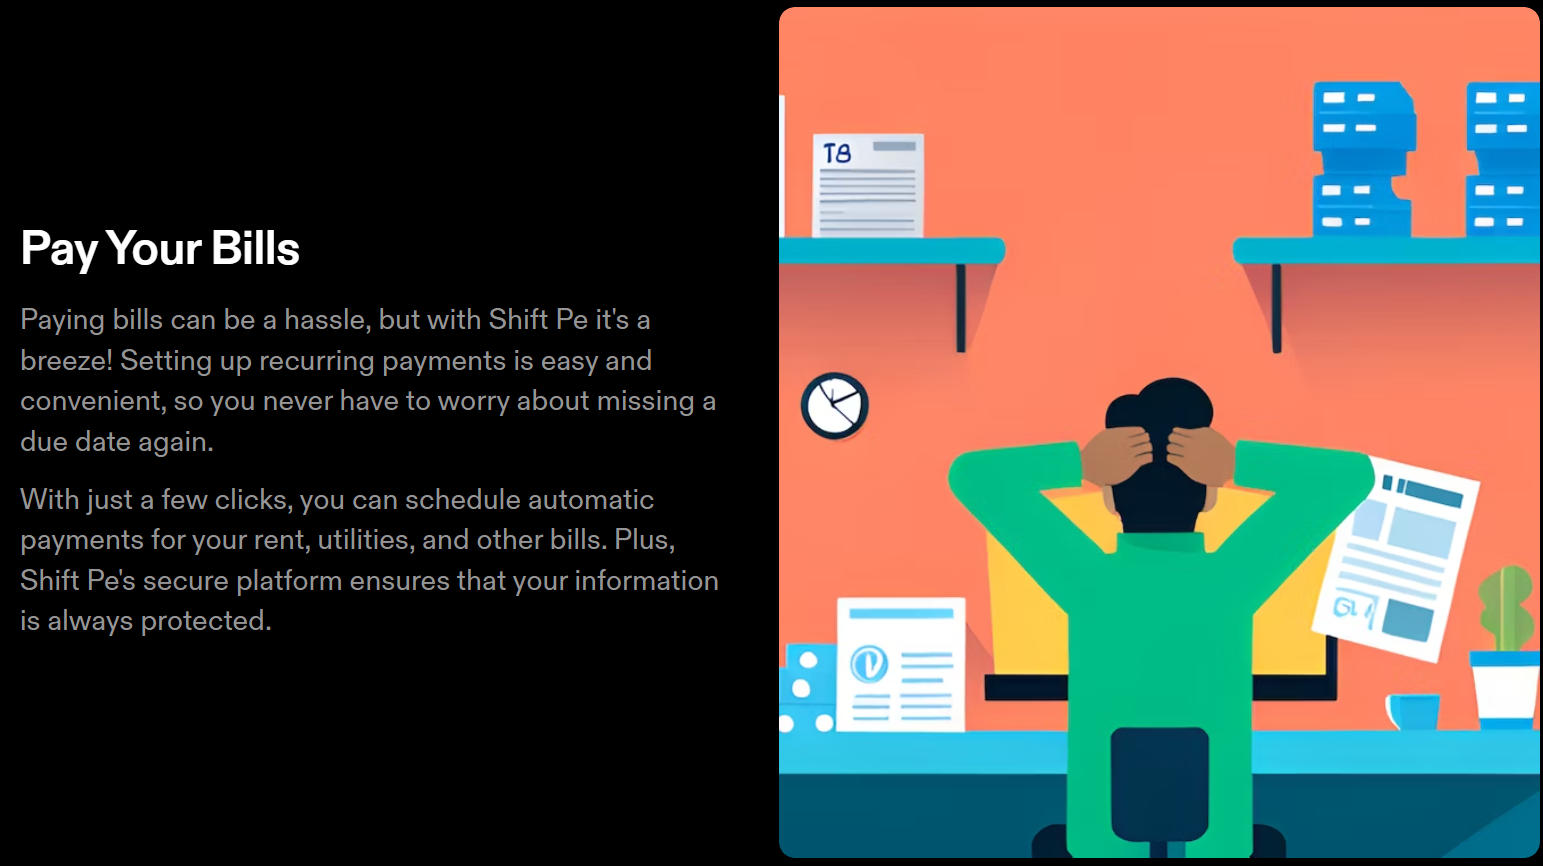 Pay Your Bills
Paying bills can be a hassle, but with Shift Pe it's a
breeze! Setting up recurring payments is easy and
convenient, so you never have to worry about missing a
due date again.
With just a few clicks, you can schedule automatic
payments for your rent, utilities, and other bills. Plus,
Shift Pe's secure platform ensures that your information
is always protected.
TB